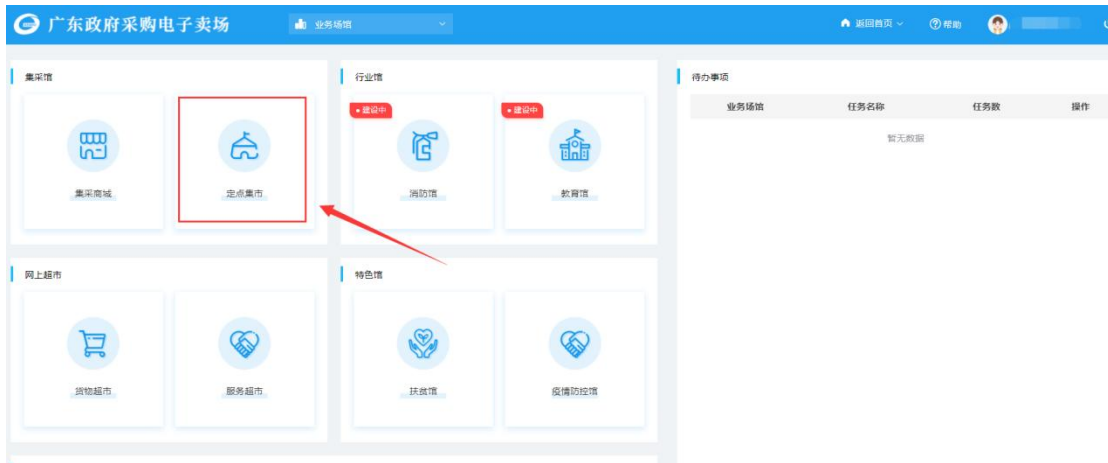 广东政府采购电子卖场
业务场馆
返回首页
帮助
集采馆
行业馆
待办事项
业务场馆 任务名称 任务数 操作
暂无数据
建设中
建设中
集采商城
定点集市
消防馆
教育馆
网上超市
特色馆
货物超市
服务超市
扶贫馆
疫情防控馆